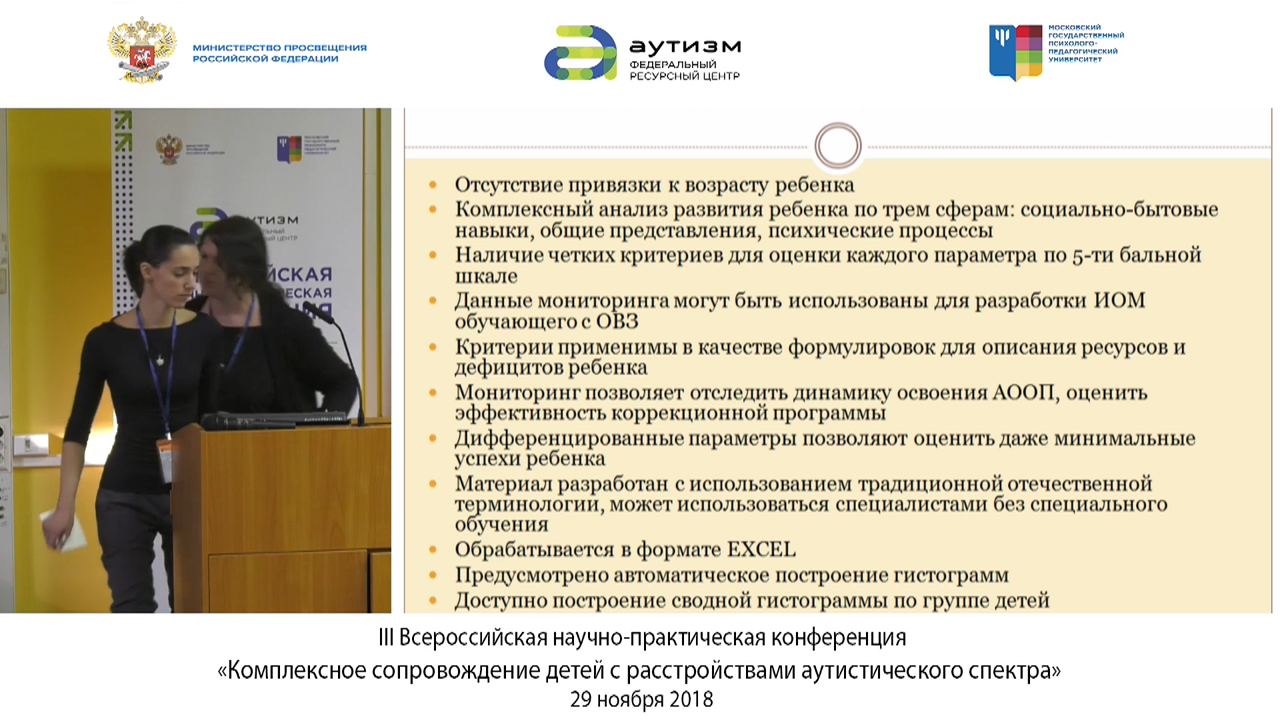 МИНИСТЕРСТВО ПРОСВЕЩЕНИЯ
РОССИЙСКОЙ ФЕДЕРАЦИИ
аутизм
ФЕДЕРАЛЬНЫЙ
РЕСУРСНЫЙ ЦЕНТР
МОСКОВСКИЙ
ГОСУДАРСТВЕННЫЙ
ПСИХОЛОГО-
ПЕДАГОГИЧЕСКИЙ
УНИВЕРСИТЕТ
• Отсутствие привязки к возрасту ребенка
• Комплексный анализ развития ребенка по трем сферам: социально-бытовые
навыки, общие представления, психические процессы
• Наличие четких критериев для оценки каждого параметра по 5-ти бальной
шкале
• Данные мониторинга могут быть использованы для разработки ИОМ
обучающего с ОВЗ
• Критерии применимы в качестве формулировок для описания ресурсов и
дефицитов ребенка
• Мониторинг позволяет отследить динамику освоения АООП, оценить
эффективность коррекционной программы
• Дифференцированные параметры позволяют оценить даже минимальные
успехи ребенка
• Материал разработан с использованием традиционной отечественной
терминологии, может использоваться специалистами без специального
обучения
• Обрабатывается в формате EXCEL
• Предусмотрено автоматическое построение гистограмм
• Доступно построение сводной гистограммы по группе детей
III Всероссийская научно-практическая конференция
«Комплексное сопровождение детей с расстройствами аутистического спектра»
29 ноября 2018